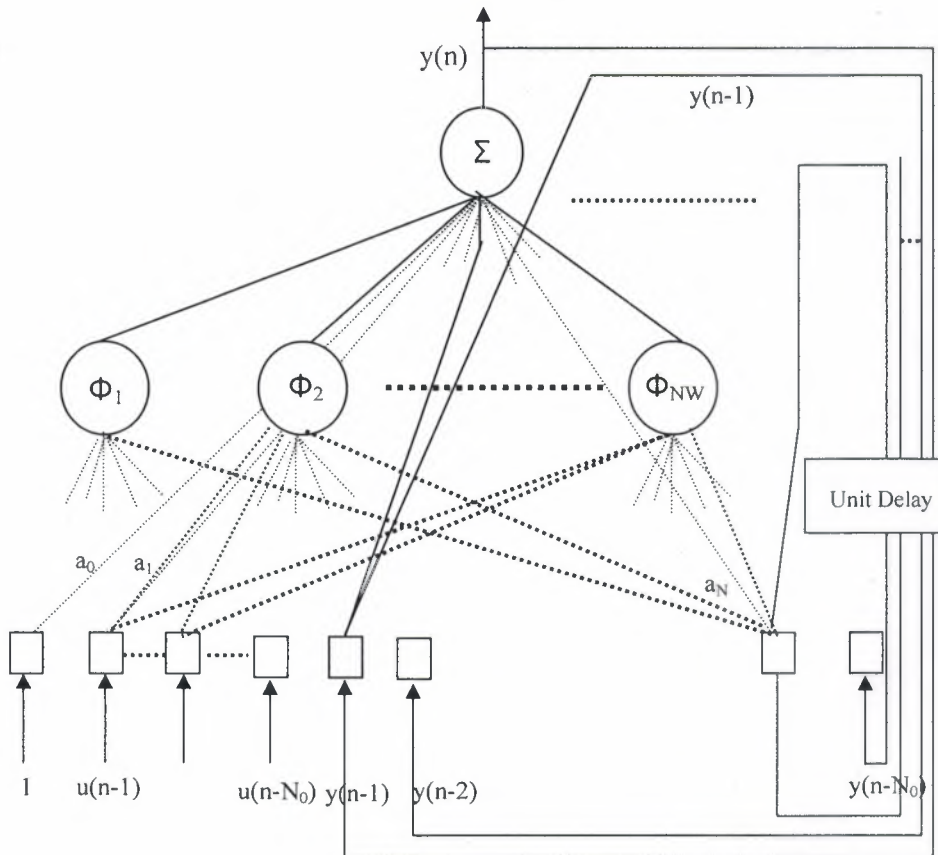 y(n)
y(n-1)
Σ
Φ1
Φ2
ΦNW
Unit Delay
a0
a1
aN
1
u(n-1)
u(n-N0)
y(n-1)
y(n-2)
y(n-N0)